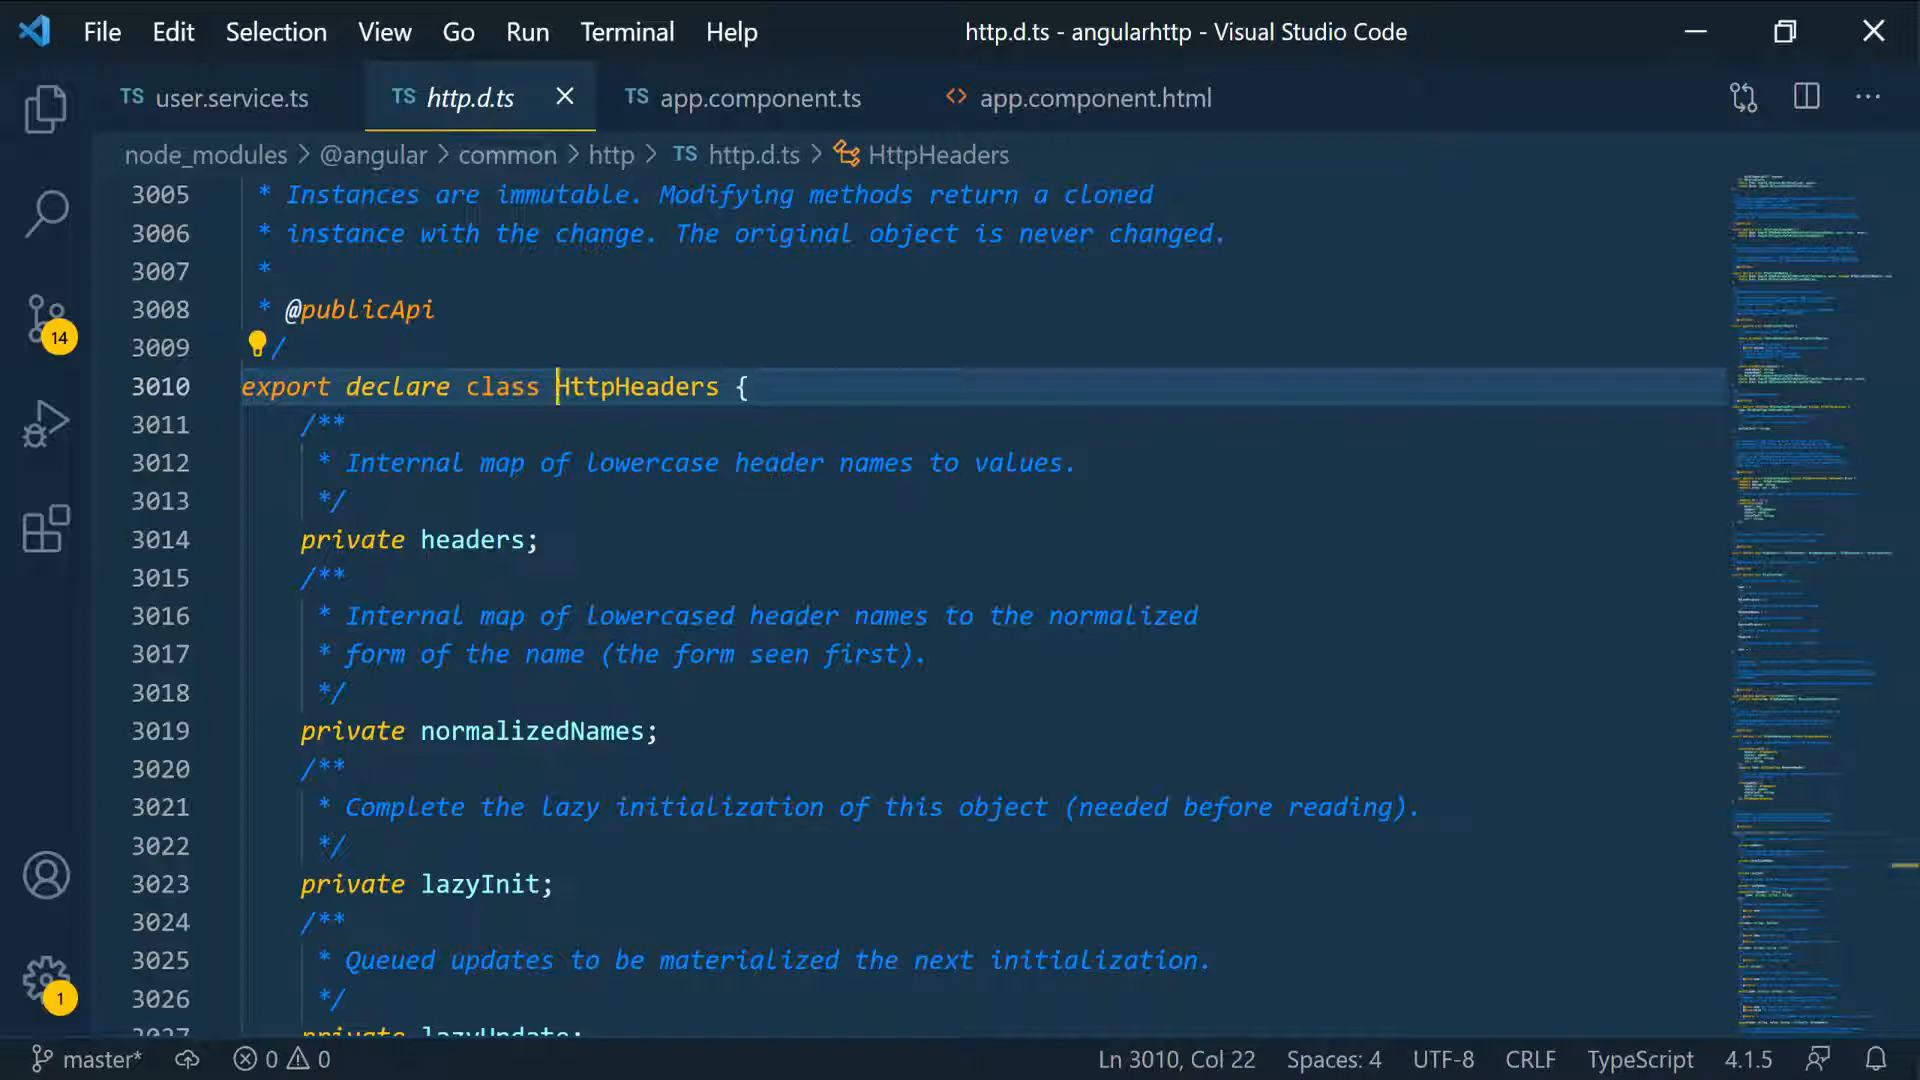 File Edit Selection View Go Run Terminal Help http.d.ts - angularhttp - Visual Studio Code
TS user.service.ts TS http.d.ts TS app.component.ts <> app.component.html
node_modules > @angular > common > http > TS http.d.ts > HttpHeaders
3005 * Instances are immutable. Modifying methods return a cloned
3006 * instance with the change. The original object is never changed.
3007 *
3008 * @publicApi
3009 /
3010 export declare class HttpHeaders {
3011 /**
3012 * Internal map of lowercase header names to values.
3013 */
3014 private headers;
3015 /**
3016 * Internal map of lowercased header names to the normalized
3017 * form of the name (the form seen first).
3018 */
3019 private normalizedNames;
3020 /**
3021 * Complete the lazy initialization of this object (needed before reading).
3022 */
3023 private lazyInit;
3024 /**
3025 * Queued updates to be materialized the next initialization.
3026 */
3027 private lazyUpdate;
14
1
master* 0 0 Ln 3010, Col 22 Spaces: 4 UTF-8 CRLF TypeScript 4.1.5